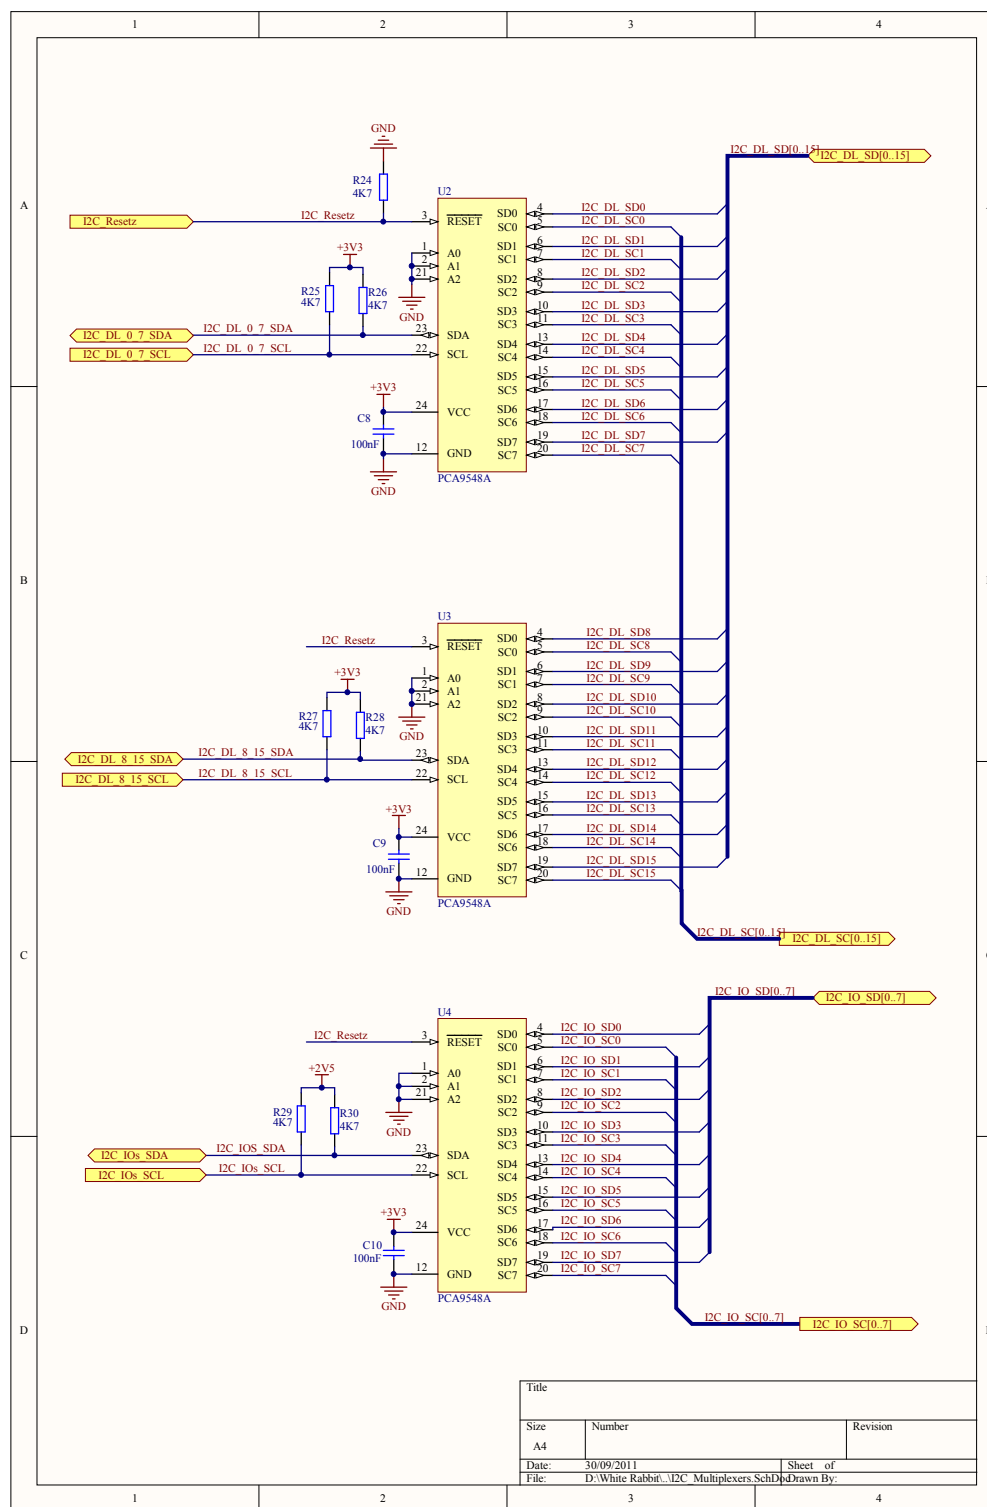 1 2 3 4
A
B
C
D
GND
R24
4K7
I2C_Resetz
I2C_Resetz
+3V3
R25
4K7
R26
4K7
I2C_DL_0_7_SDA
I2C_DL_0_7_SDA
I2C_DL_0_7_SCL
I2C_DL_0_7_SCL
GND
+3V3
C8
100nF
GND
U2
3 RESET
1 A0
2 A1
21 A2
23 SDA
22 SCL
24 VCC
12 GND
PCA9548A
SD0 4 I2C_DL_SD0
SC0 5 I2C_DL_SC0
SD1 6 I2C_DL_SD1
SC1 7 I2C_DL_SC1
SD2 8 I2C_DL_SD2
SC2 9 I2C_DL_SC2
SD3 10 I2C_DL_SD3
SC3 11 I2C_DL_SC3
SD4 13 I2C_DL_SD4
SC4 14 I2C_DL_SC4
SD5 15 I2C_DL_SD5
SC5 16 I2C_DL_SC5
SD6 17 I2C_DL_SD6
SC6 18 I2C_DL_SC6
SD7 19 I2C_DL_SD7
SC7 20 I2C_DL_SC7
I2C_DL_SD[0..15]
I2C_DL_SD[0..15]
I2C_Resetz
+3V3
R27
4K7
R28
4K7
I2C_DL_8_15_SDA
I2C_DL_8_15_SDA
I2C_DL_8_15_SCL
I2C_DL_8_15_SCL
GND
+3V3
C9
100nF
GND
U3
3 RESET
1 A0
2 A1
21 A2
23 SDA
22 SCL
24 VCC
12 GND
PCA9548A
SD0 4 I2C_DL_SD8
SC0 5 I2C_DL_SC8
SD1 6 I2C_DL_SD9
SC1 7 I2C_DL_SC9
SD2 8 I2C_DL_SD10
SC2 9 I2C_DL_SC10
SD3 10 I2C_DL_SD11
SC3 11 I2C_DL_SC11
SD4 13 I2C_DL_SD12
SC4 14 I2C_DL_SC12
SD5 15 I2C_DL_SD13
SC5 16 I2C_DL_SC13
SD6 17 I2C_DL_SD14
SC6 18 I2C_DL_SC14
SD7 19 I2C_DL_SD15
SC7 20 I2C_DL_SC15
I2C_DL_SC[0..15]
I2C_DL_SC[0..15]
I2C_Resetz
+2V5
R29
4K7
R30
4K7
I2C_IOs_SDA
I2C_IOS_SDA
I2C_IOs_SCL
I2C_IOs_SCL
GND
+3V3
C10
100nF
GND
U4
3 RESET
1 A0
2 A1
21 A2
23 SDA
22 SCL
24 VCC
12 GND
PCA9548A
SD0 4 I2C_IO_SD0
SC0 5 I2C_IO_SC0
SD1 6 I2C_IO_SD1
SC1 7 I2C_IO_SC1
SD2 8 I2C_IO_SD2
SC2 9 I2C_IO_SC2
SD3 10 I2C_IO_SD3
SC3 11 I2C_IO_SC3
SD4 13 I2C_IO_SD4
SC4 14 I2C_IO_SC4
SD5 15 I2C_IO_SD5
SC5 16 I2C_IO_SC5
SD6 17 I2C_IO_SD6
SC6 18 I2C_IO_SC6
SD7 19 I2C_IO_SD7
SC7 20 I2C_IO_SC7
I2C_IO_SD[0..7]
I2C_IO_SD[0..7]
I2C_IO_SC[0..7]
I2C_IO_SC[0..7]
Title
Size Number Revision
A4
Date: 30/09/2011 Sheet of
File: D:\White Rabbit\..\I2C_Multiplexers.SchDoc Drawn By:
1 2 3 4